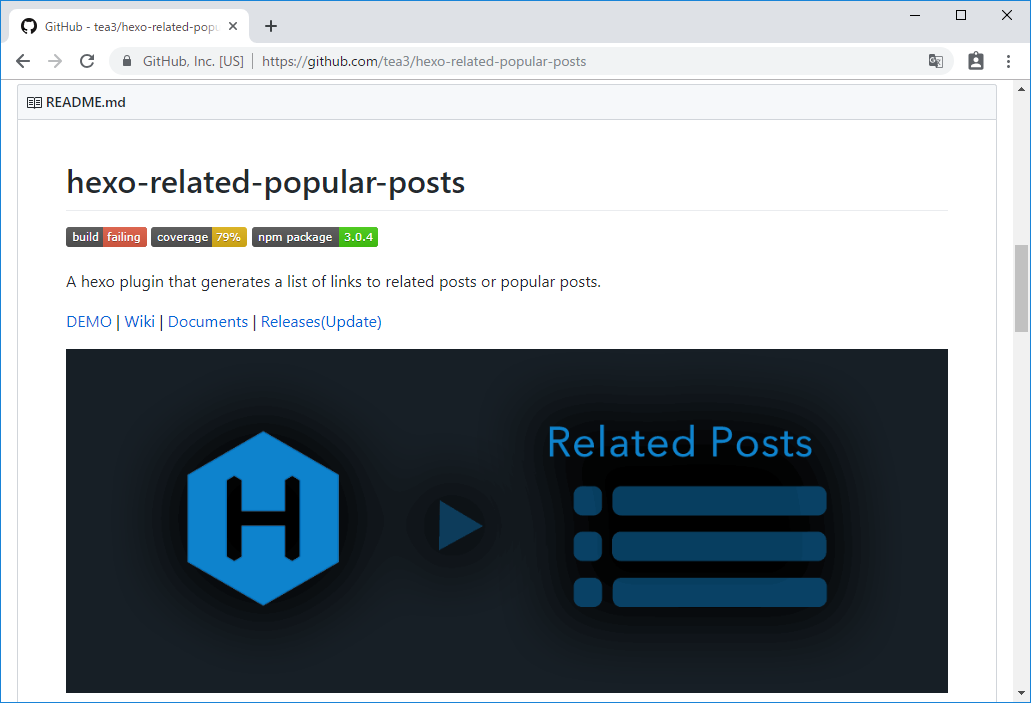 GitHub - tea3/hexo-related-popu
GitHub, Inc. [US] | https://github.com/tea3/hexo-related-popular-posts
README.md
hexo-related-popular-posts
build failing coverage 79% npm package 3.0.4
A hexo plugin that generates a list of links to related posts or popular posts.
DEMO | Wiki | Documents | Releases(Update)
Related Posts
H